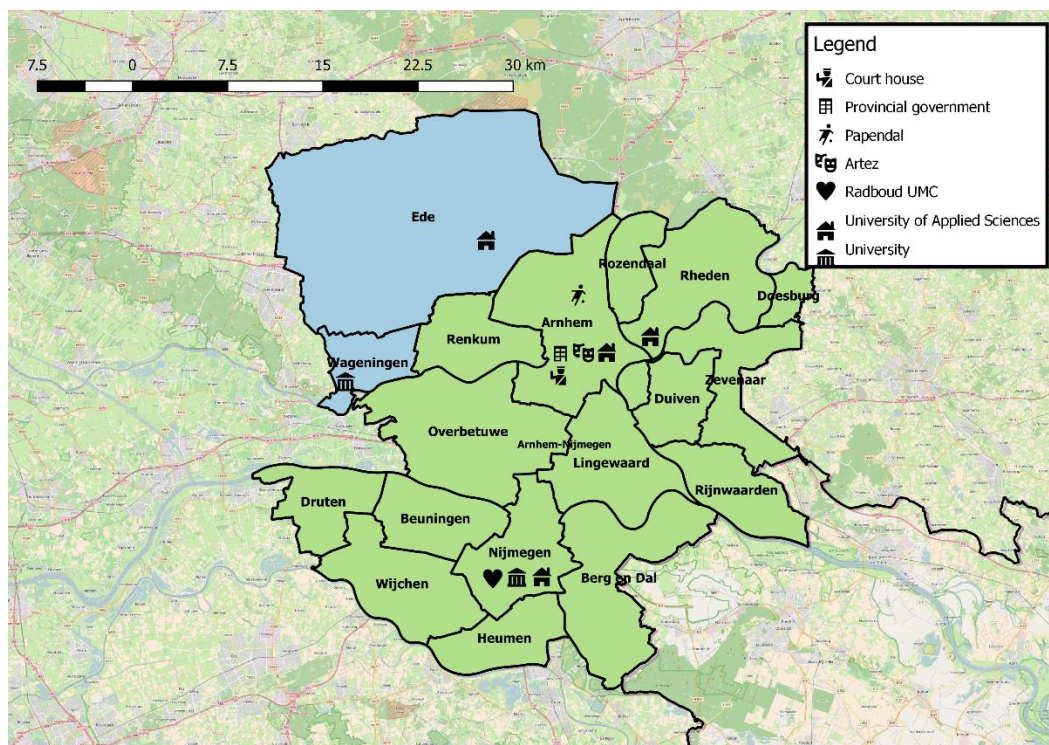 7.5 0 7.5 15 22.5 30 km
Legend
Court house
Provincial government
Papendal
Artez
Radboud UMC
University of Applied Sciences
University
Ede
Rozendaal
Rheden
Doesburg
Arnhem
Renkum
Wageningen
Zevenaar
Duiven
Overbetuwe
Arnhem-Nijmegen
Lingewaard
Rijnwaarden
Druten
Beuningen
Nijmegen
Wijchen
Berg en Dal
Heumen